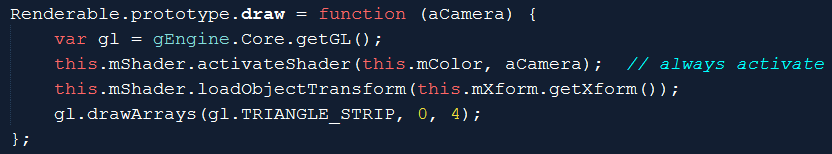 Renderable.prototype.draw = function (aCamera) {
    var gl = gEngine.Core.getGL();
    this.mShader.activateShader(this.mColor, aCamera);  // always activate
    this.mShader.loadObjectTransform(this.mXform.getXform());
    gl.drawArrays(gl.TRIANGLE_STRIP, 0, 4);
};